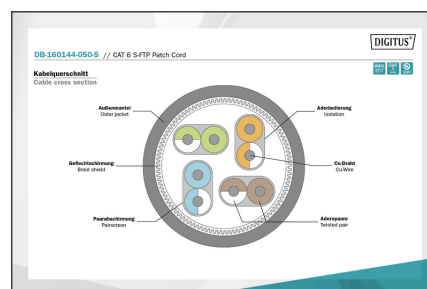 DIGITUS®
DB-160144-050-S // CAT 6 S-FTP Patch Cord
Kabelquerschnitt
Cable cross section
Außenmantel
Outer jacket
Aderisolierung
Isolation
Geflechtschirmung
Braid shield
Cu-Draht
Cu-Wire
Paarabschirmung
Pairscreen
Aderspaare
Twisted pair